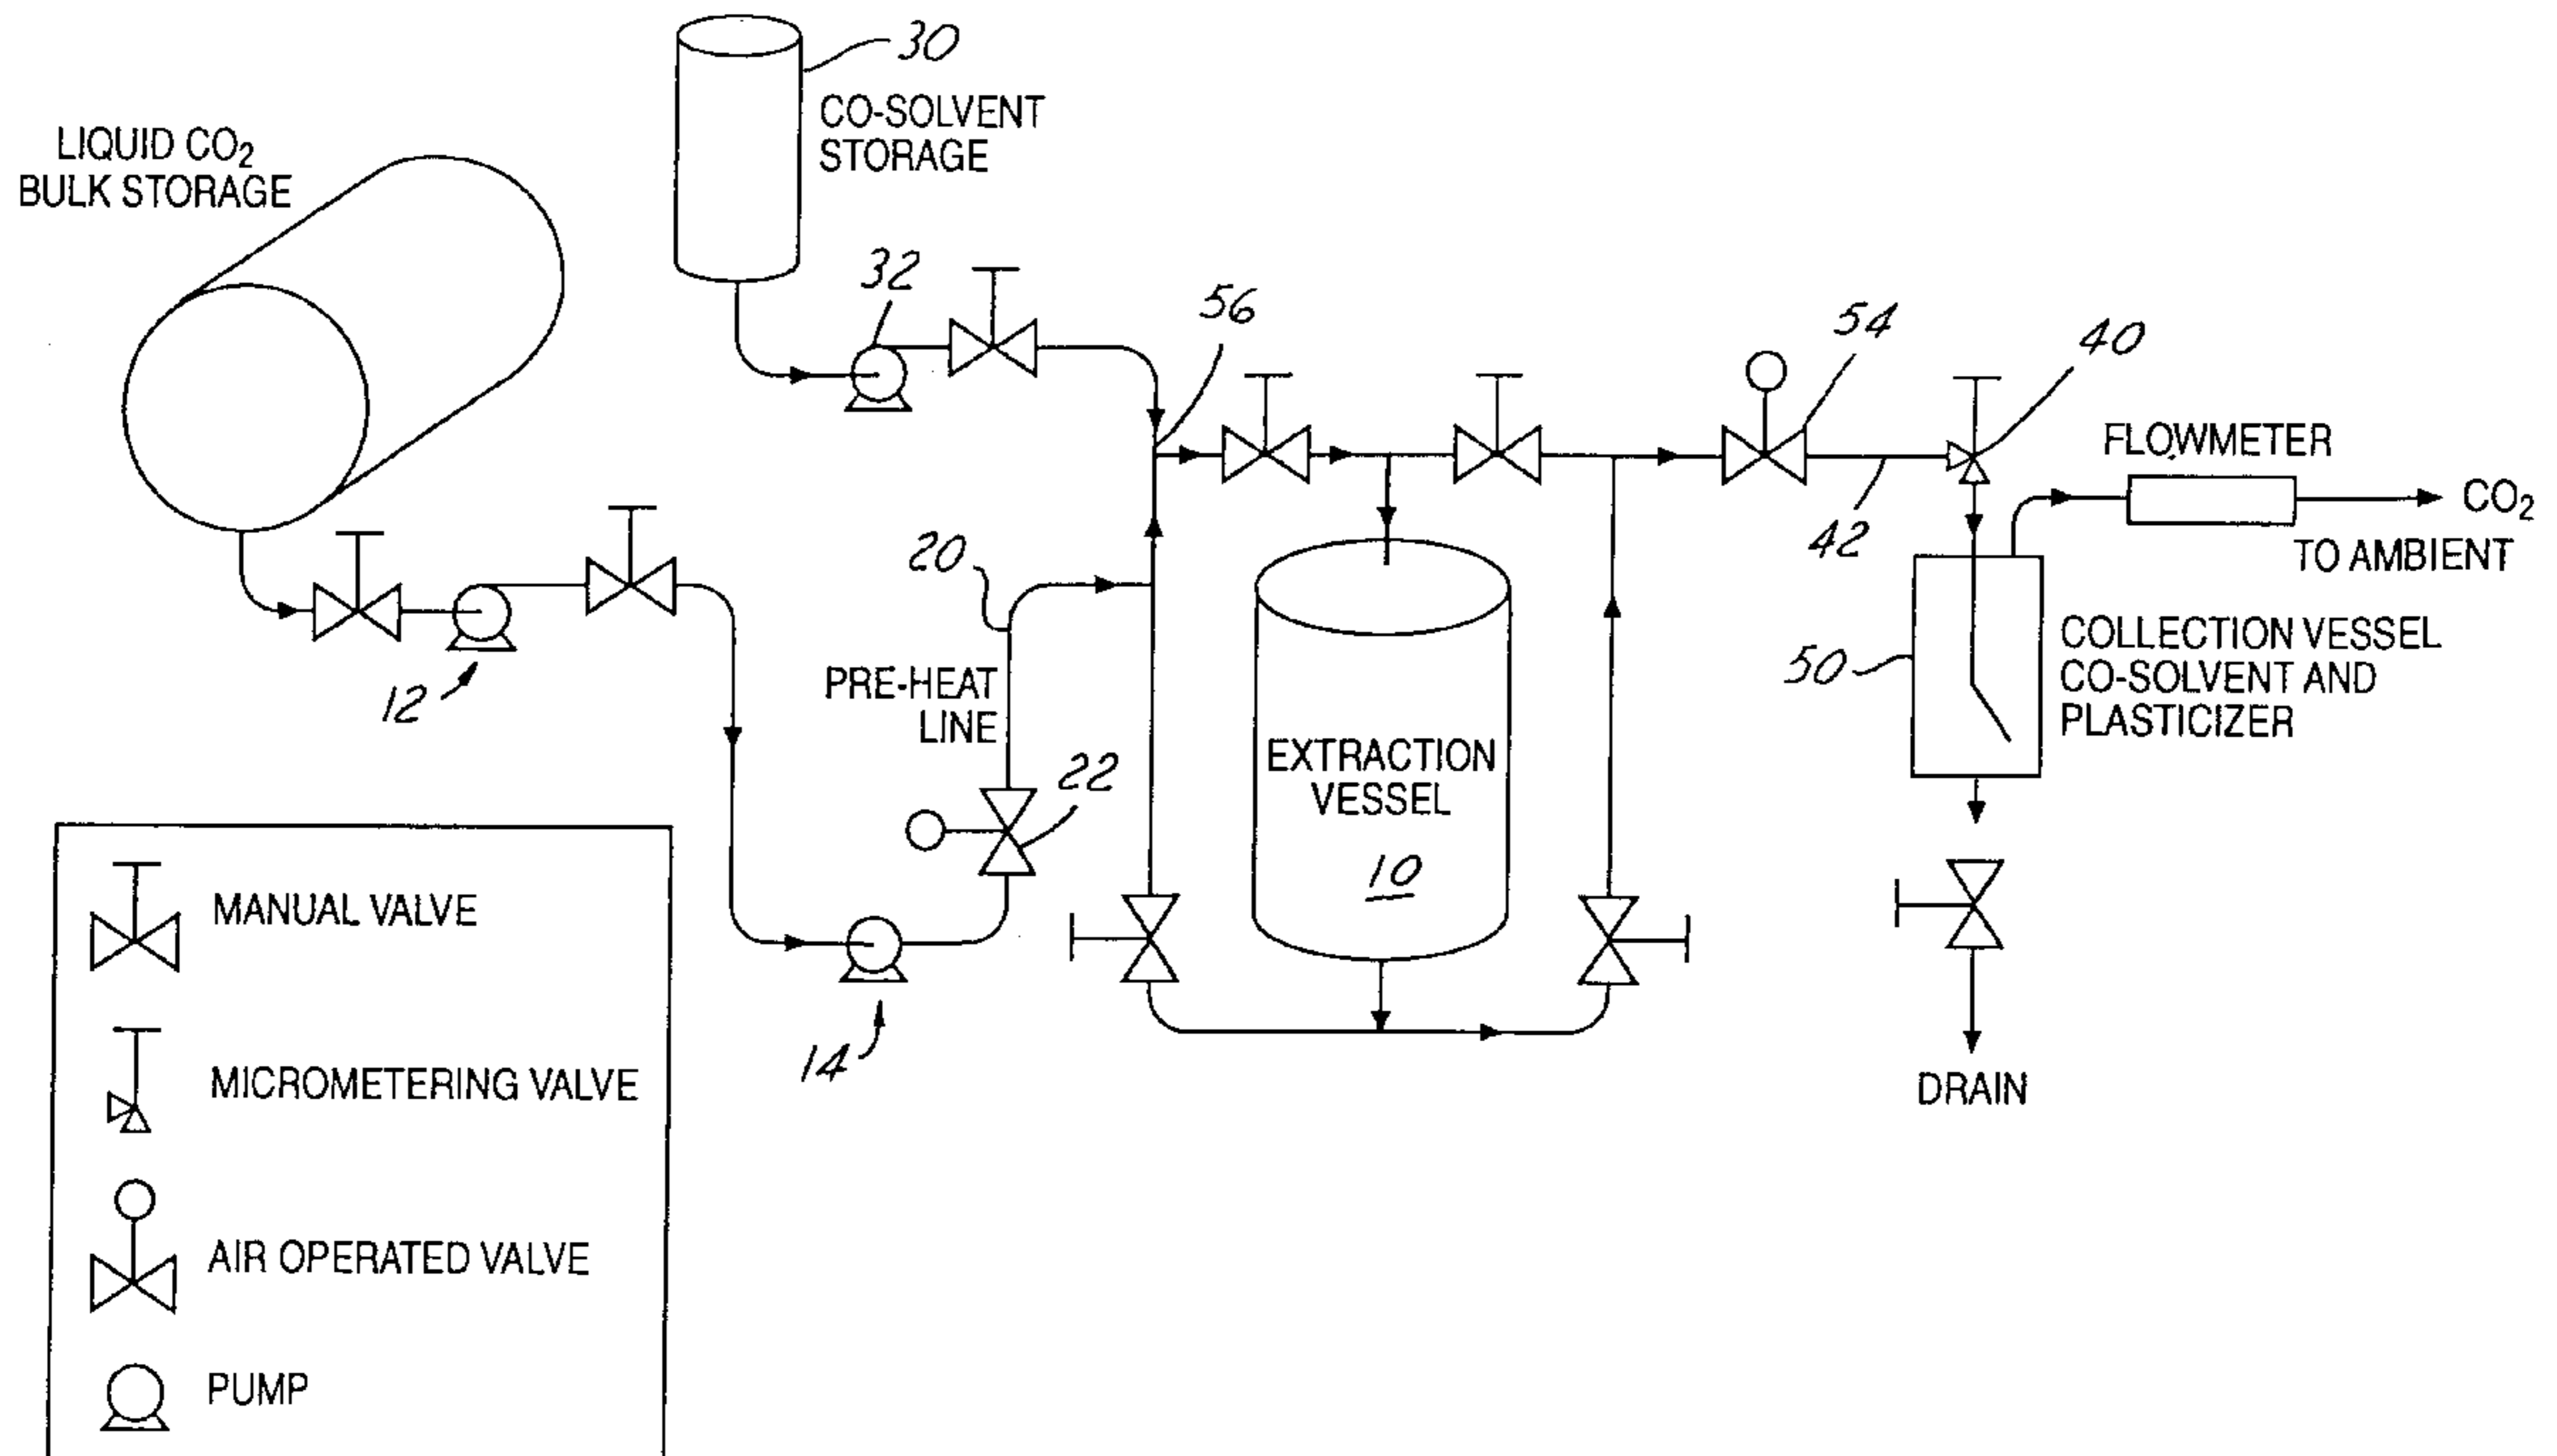 30
CO-SOLVENT
STORAGE
LIQUID CO₂
BULK STORAGE
32
56
54
40
FLOWMETER
CO₂
TO AMBIENT
42
20
COLLECTION VESSEL
CO-SOLVENT AND
PLASTICIZER
50
12
PRE-HEAT
LINE
22
EXTRACTION
VESSEL
10
14
DRAIN
MANUAL VALVE
MICROMETERING VALVE
AIR OPERATED VALVE
PUMP